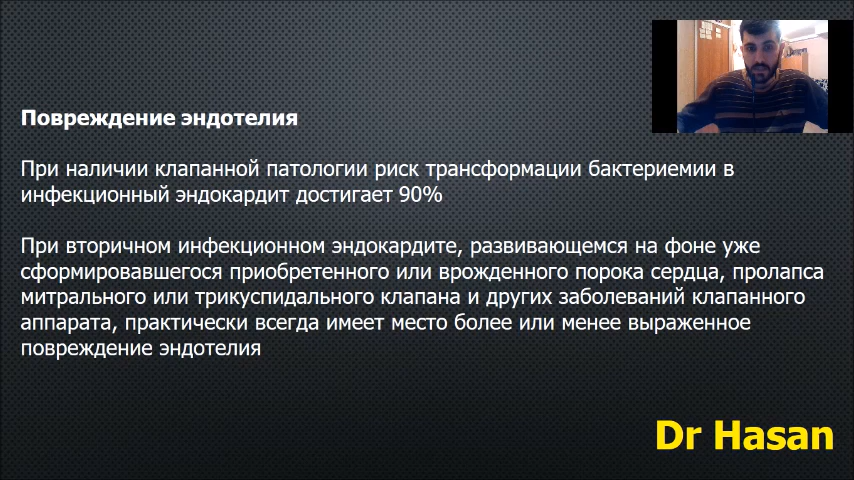 Повреждение эндотелия
При наличии клапанной патологии риск трансформации бактериемии в
инфекционный эндокардит достигает 90%
При вторичном инфекционном эндокардите, развивающемся на фоне уже
сформировавшегося приобретенного или врожденного порока сердца, пролапса
митрального или трикуспидального клапана и других заболеваний клапанного
аппарата, практически всегда имеет место более или менее выраженное
повреждение эндотелия
Dr Hasan